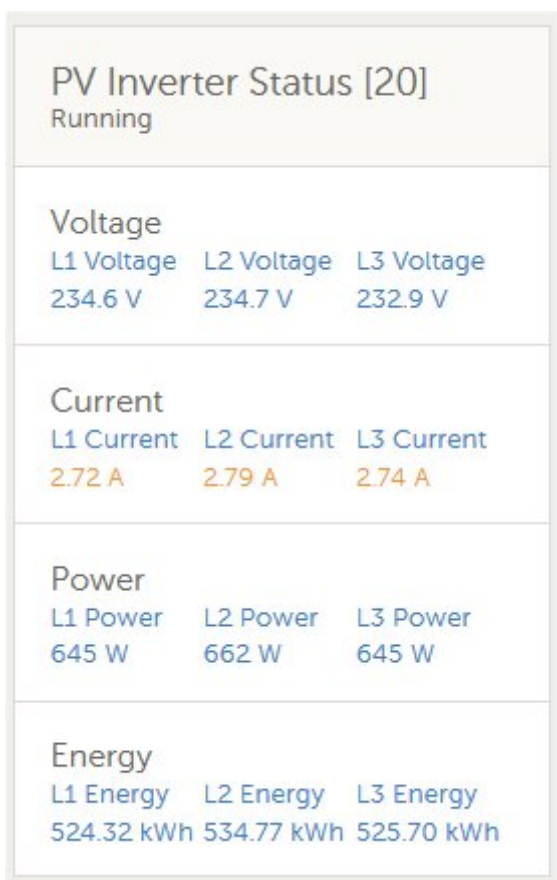 PV Inverter Status [20]
Running
Voltage
L1 Voltage L2 Voltage L3 Voltage
234.6 V 234.7 V 232.9 V
Current
L1 Current L2 Current L3 Current
2.72 A 2.79 A 2.74 A
Power
L1 Power L2 Power L3 Power
645 W 662 W 645 W
Energy
L1 Energy L2 Energy L3 Energy
524.32 kWh 534.77 kWh 525.70 kWh